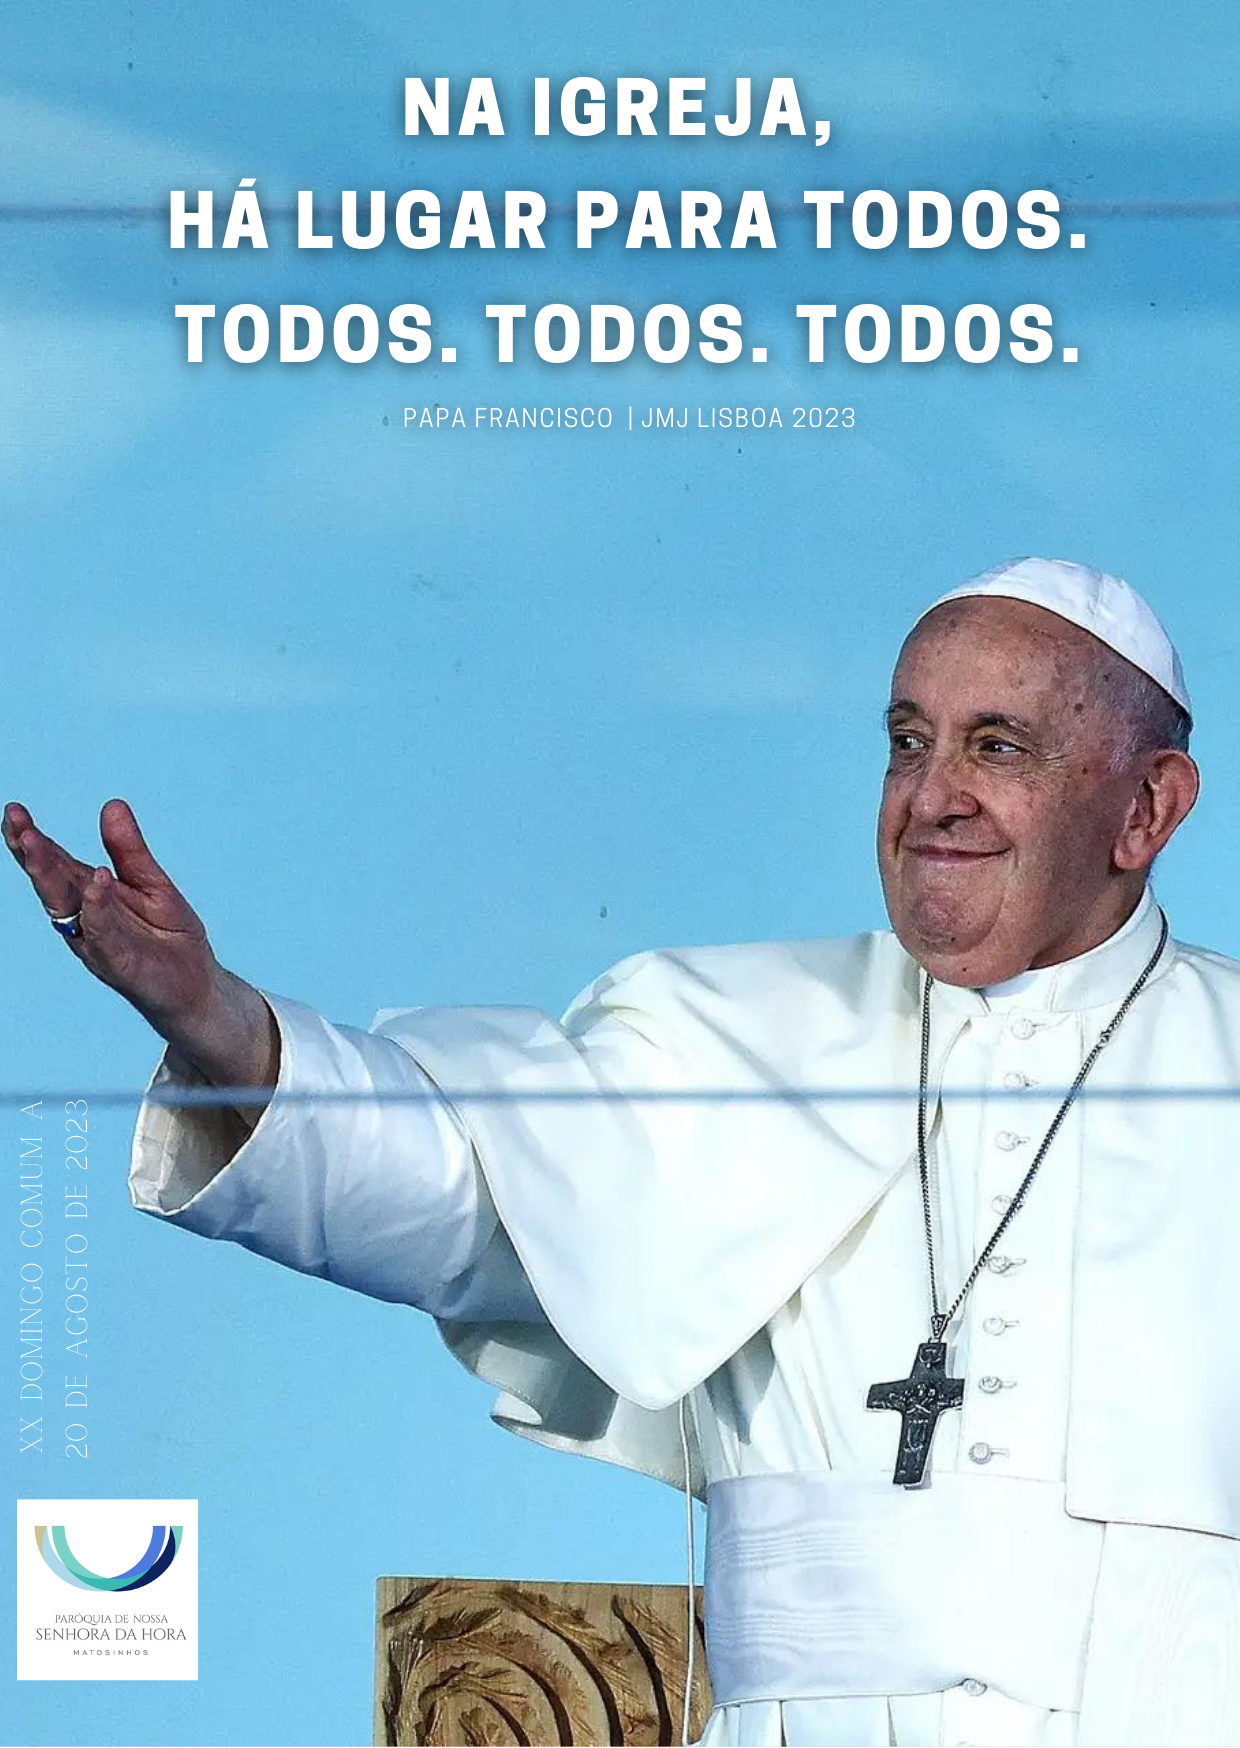 NA IGREJA,
HÁ LUGAR PARA TODOS.
TODOS. TODOS. TODOS.
PAPA FRANCISCO | JMJ LISBOA 2023
XX DOMINGO COMUM A
20 DE AGOSTO DE 2023
PARÓQUIA DE NOSSA
SENHORA DA HORA
MATOSINHOS